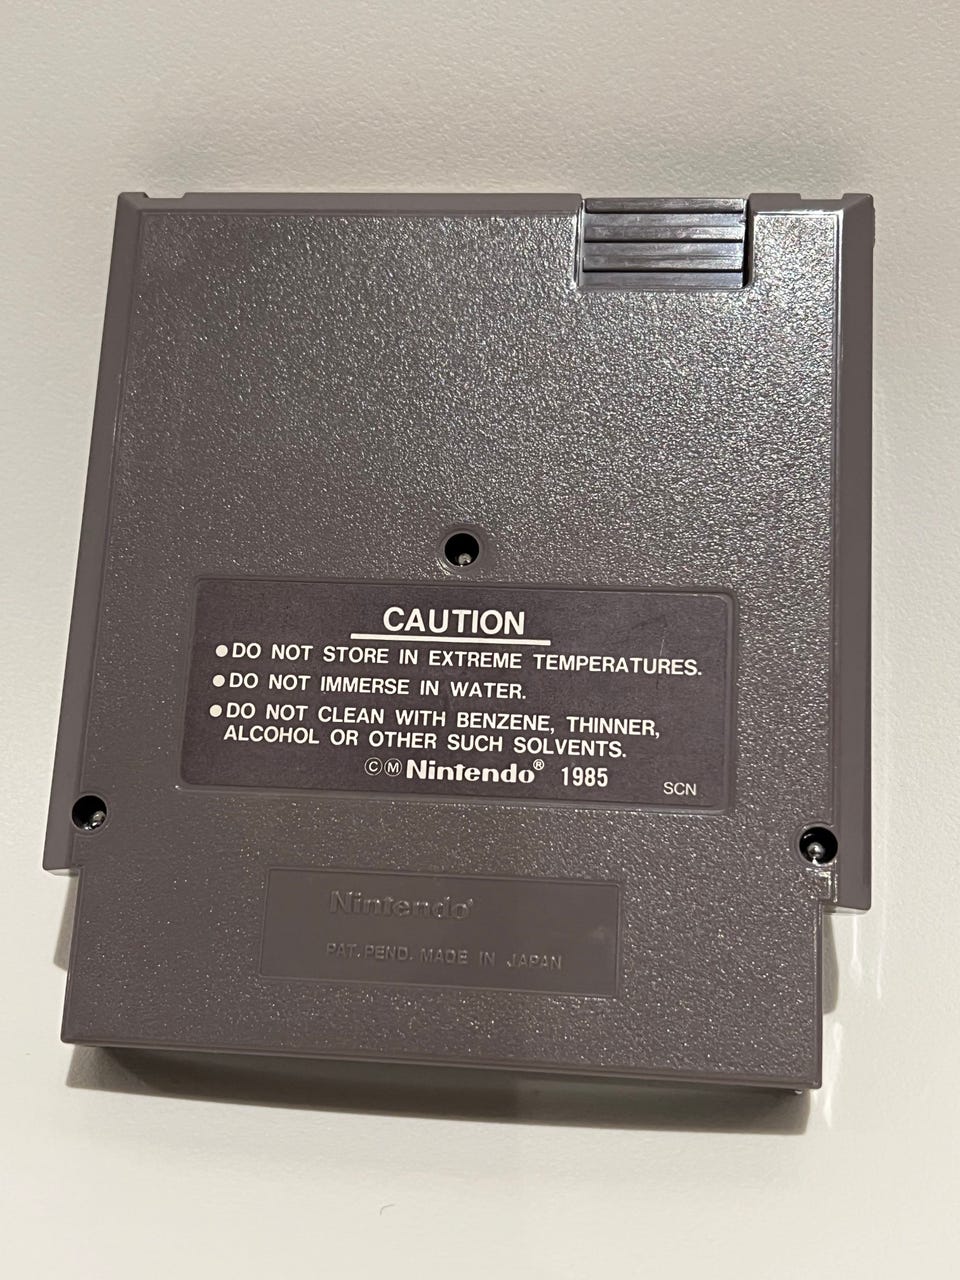 CAUTION
●DO NOT STORE IN EXTREME TEMPERATURES.
●DO NOT IMMERSE IN WATER.
●DO NOT CLEAN WITH BENZENE, THINNER,
ALCOHOL OR OTHER SUCH SOLVENTS.
ⒸⓂNintendo® 1985 SCN
Nintendo®
PAT. PEND. MADE IN JAPAN